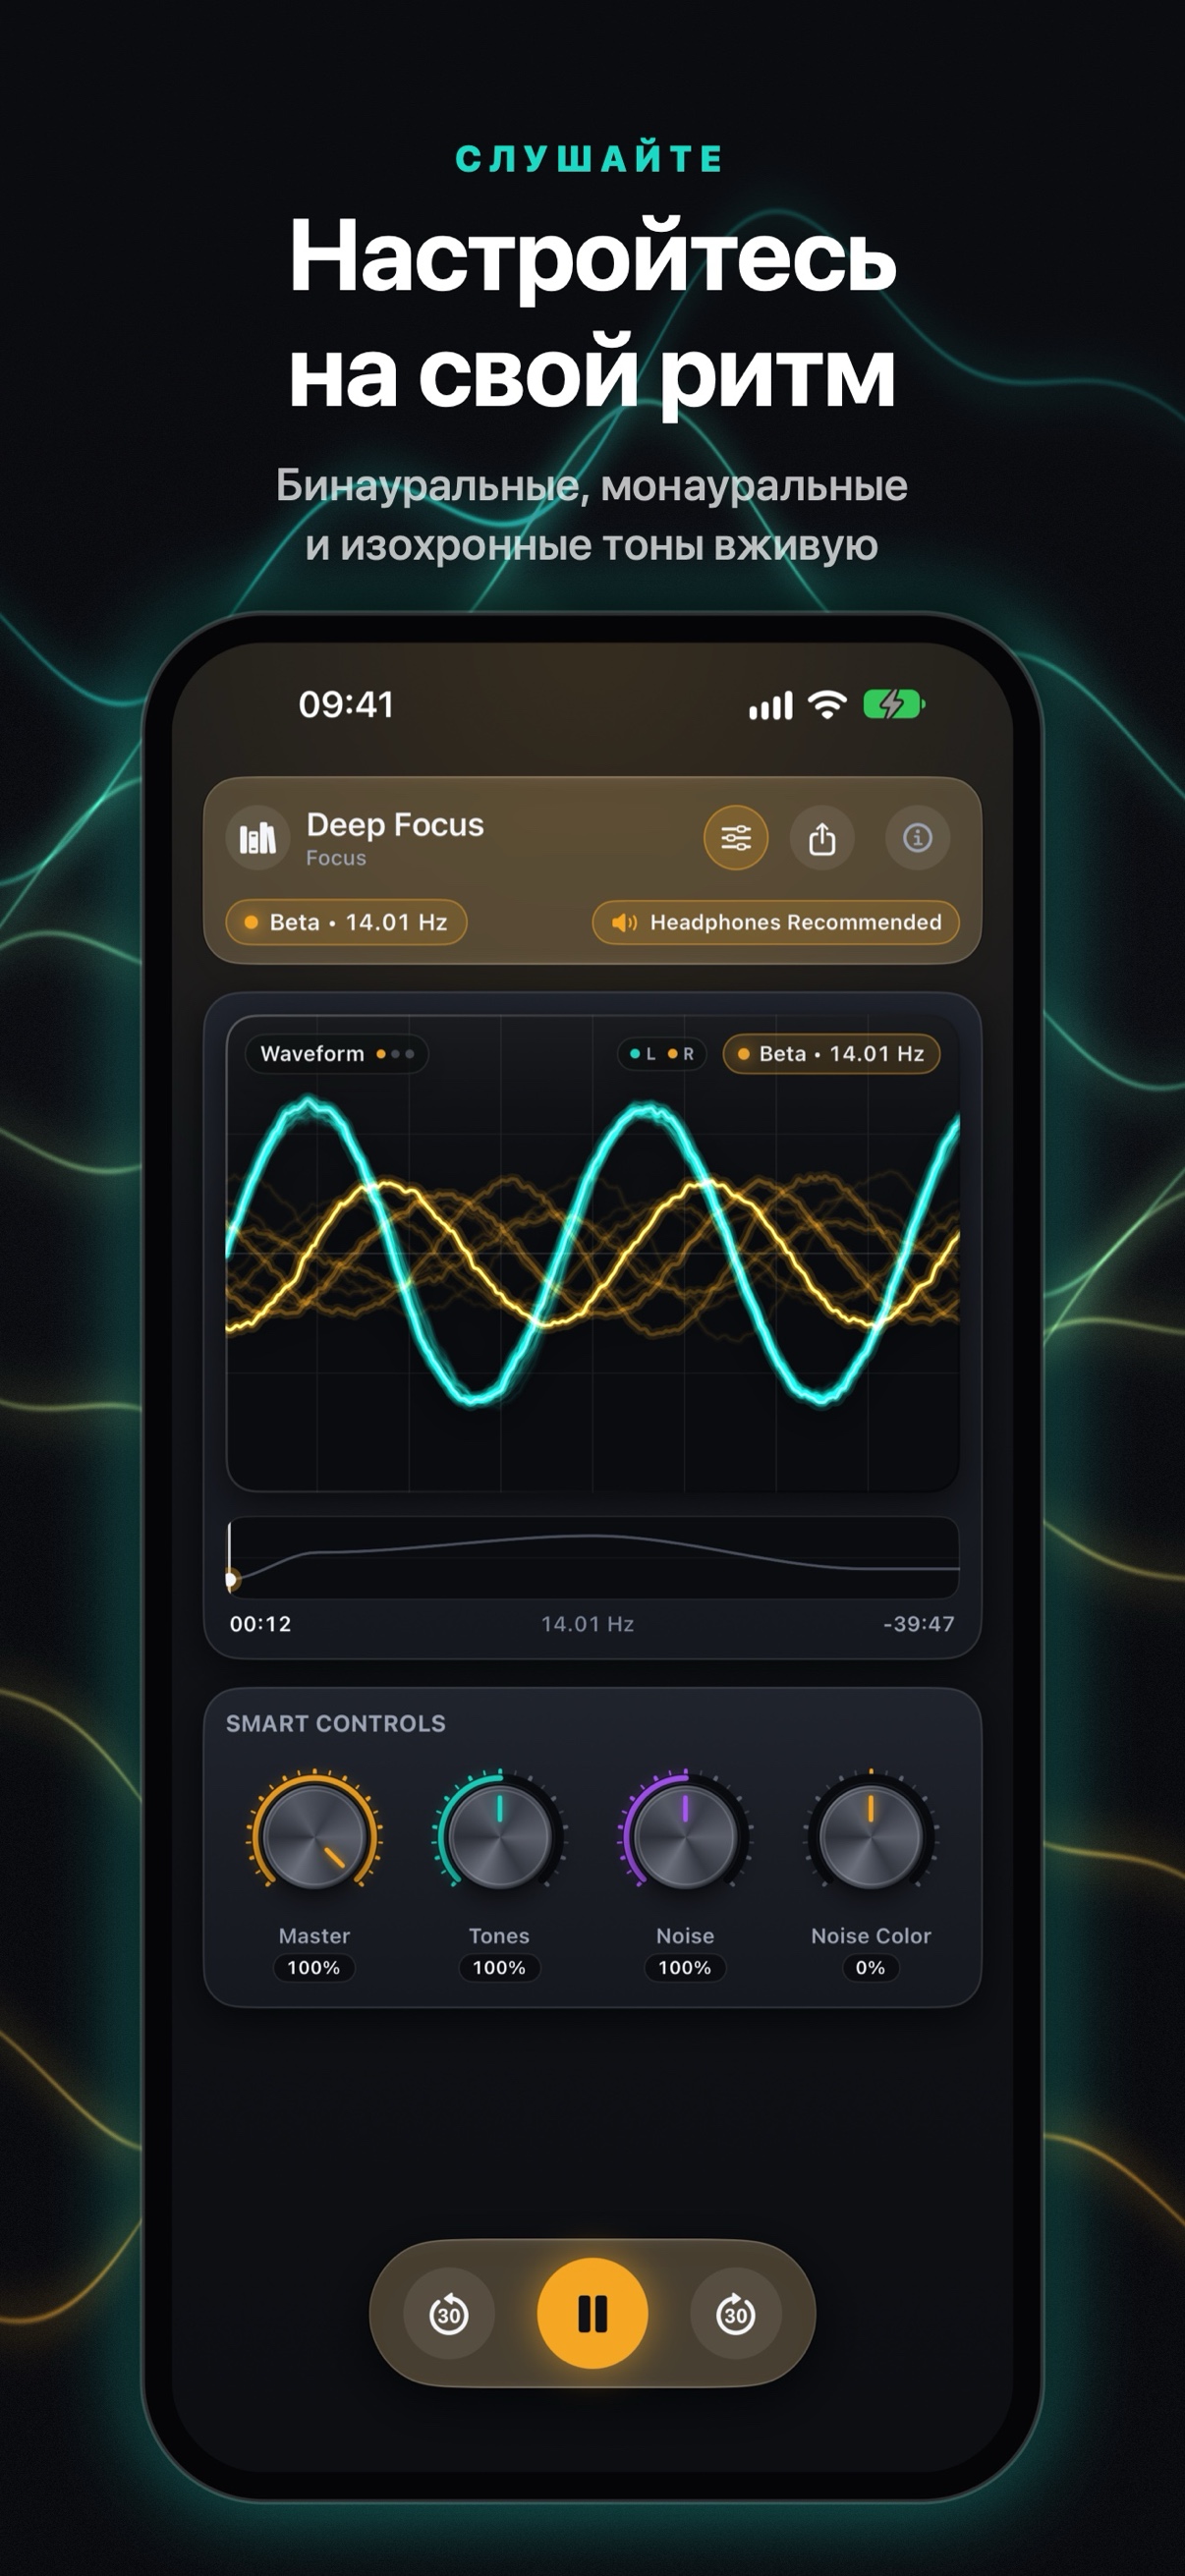 СЛУШАЙТЕ
Настройтесь
на свой ритм
Бинауральные, монауральные
и изохронные тоны вживую
09:41
Deep Focus
Focus
Beta • 14.01 Hz
Headphones Recommended
Waveform
L R
Beta • 14.01 Hz
00:12
14.01 Hz
-39:47
SMART CONTROLS
Master
Tones
Noise
Noise Color
100%
100%
100%
0%
30
30